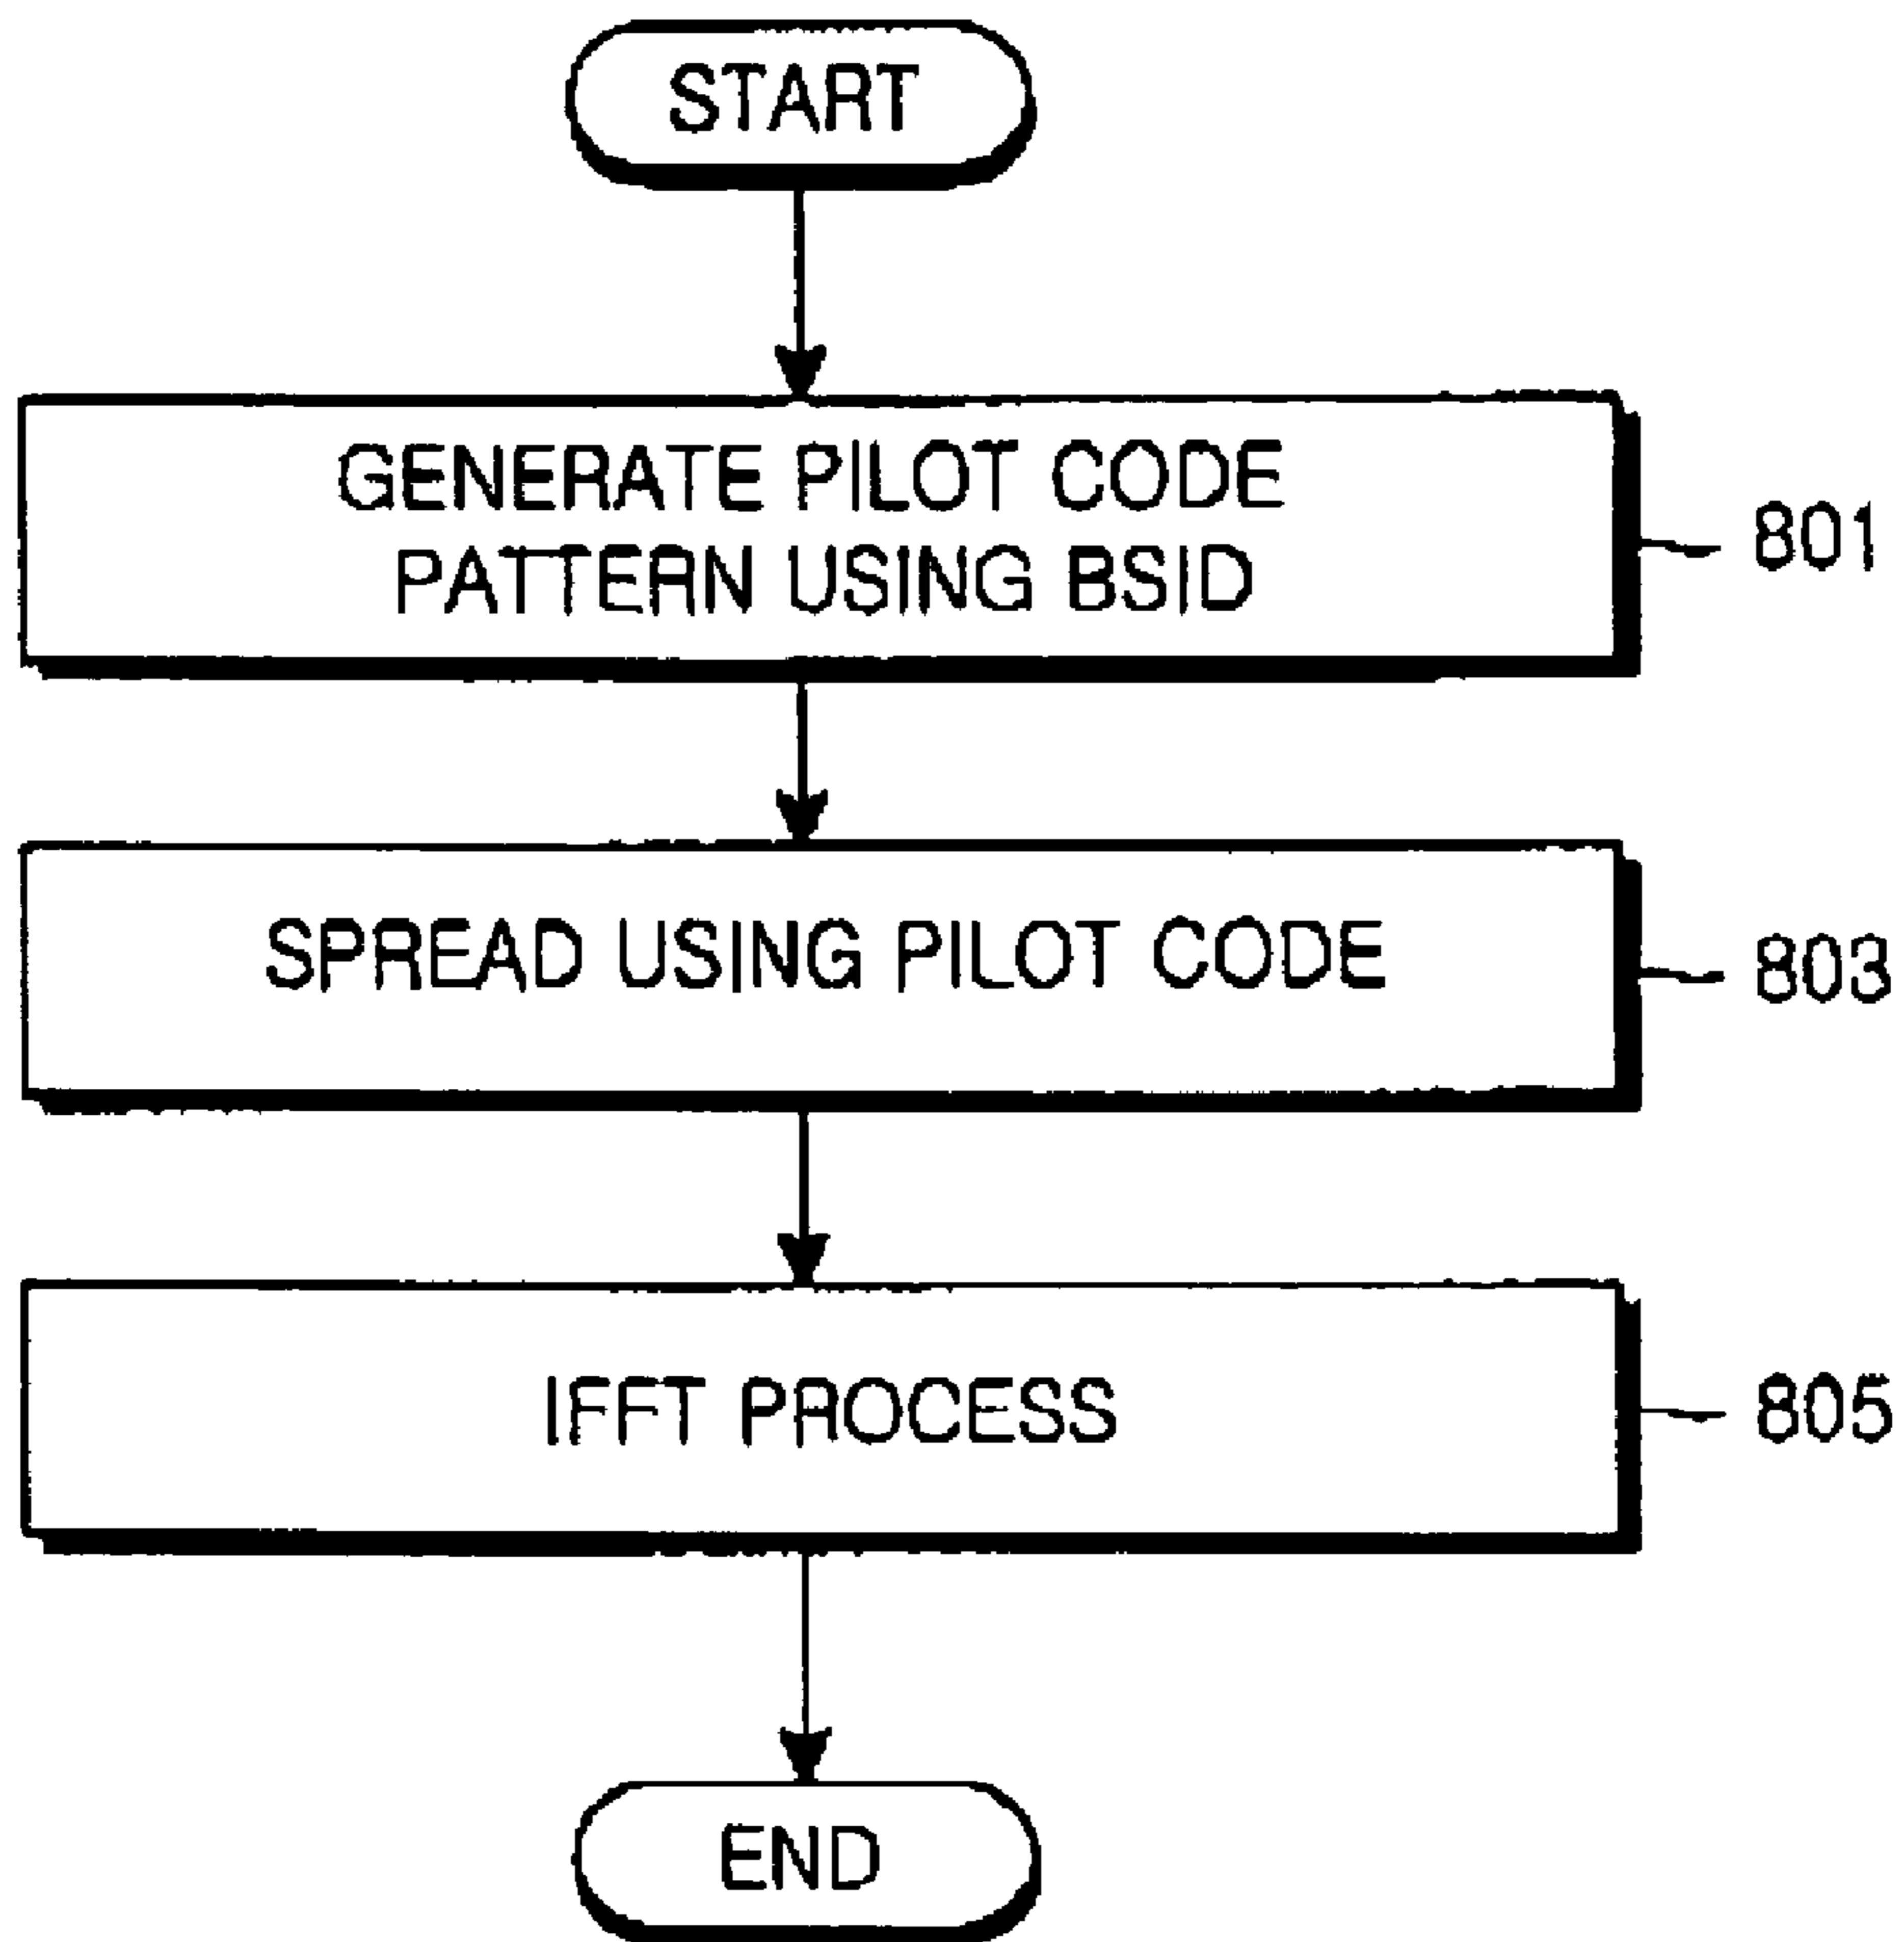 START
GENERATE PILOT CODE
PATTERN USING BSID
801
SPREAD USING PILOT CODE
803
IFFT PROCESS
805
END